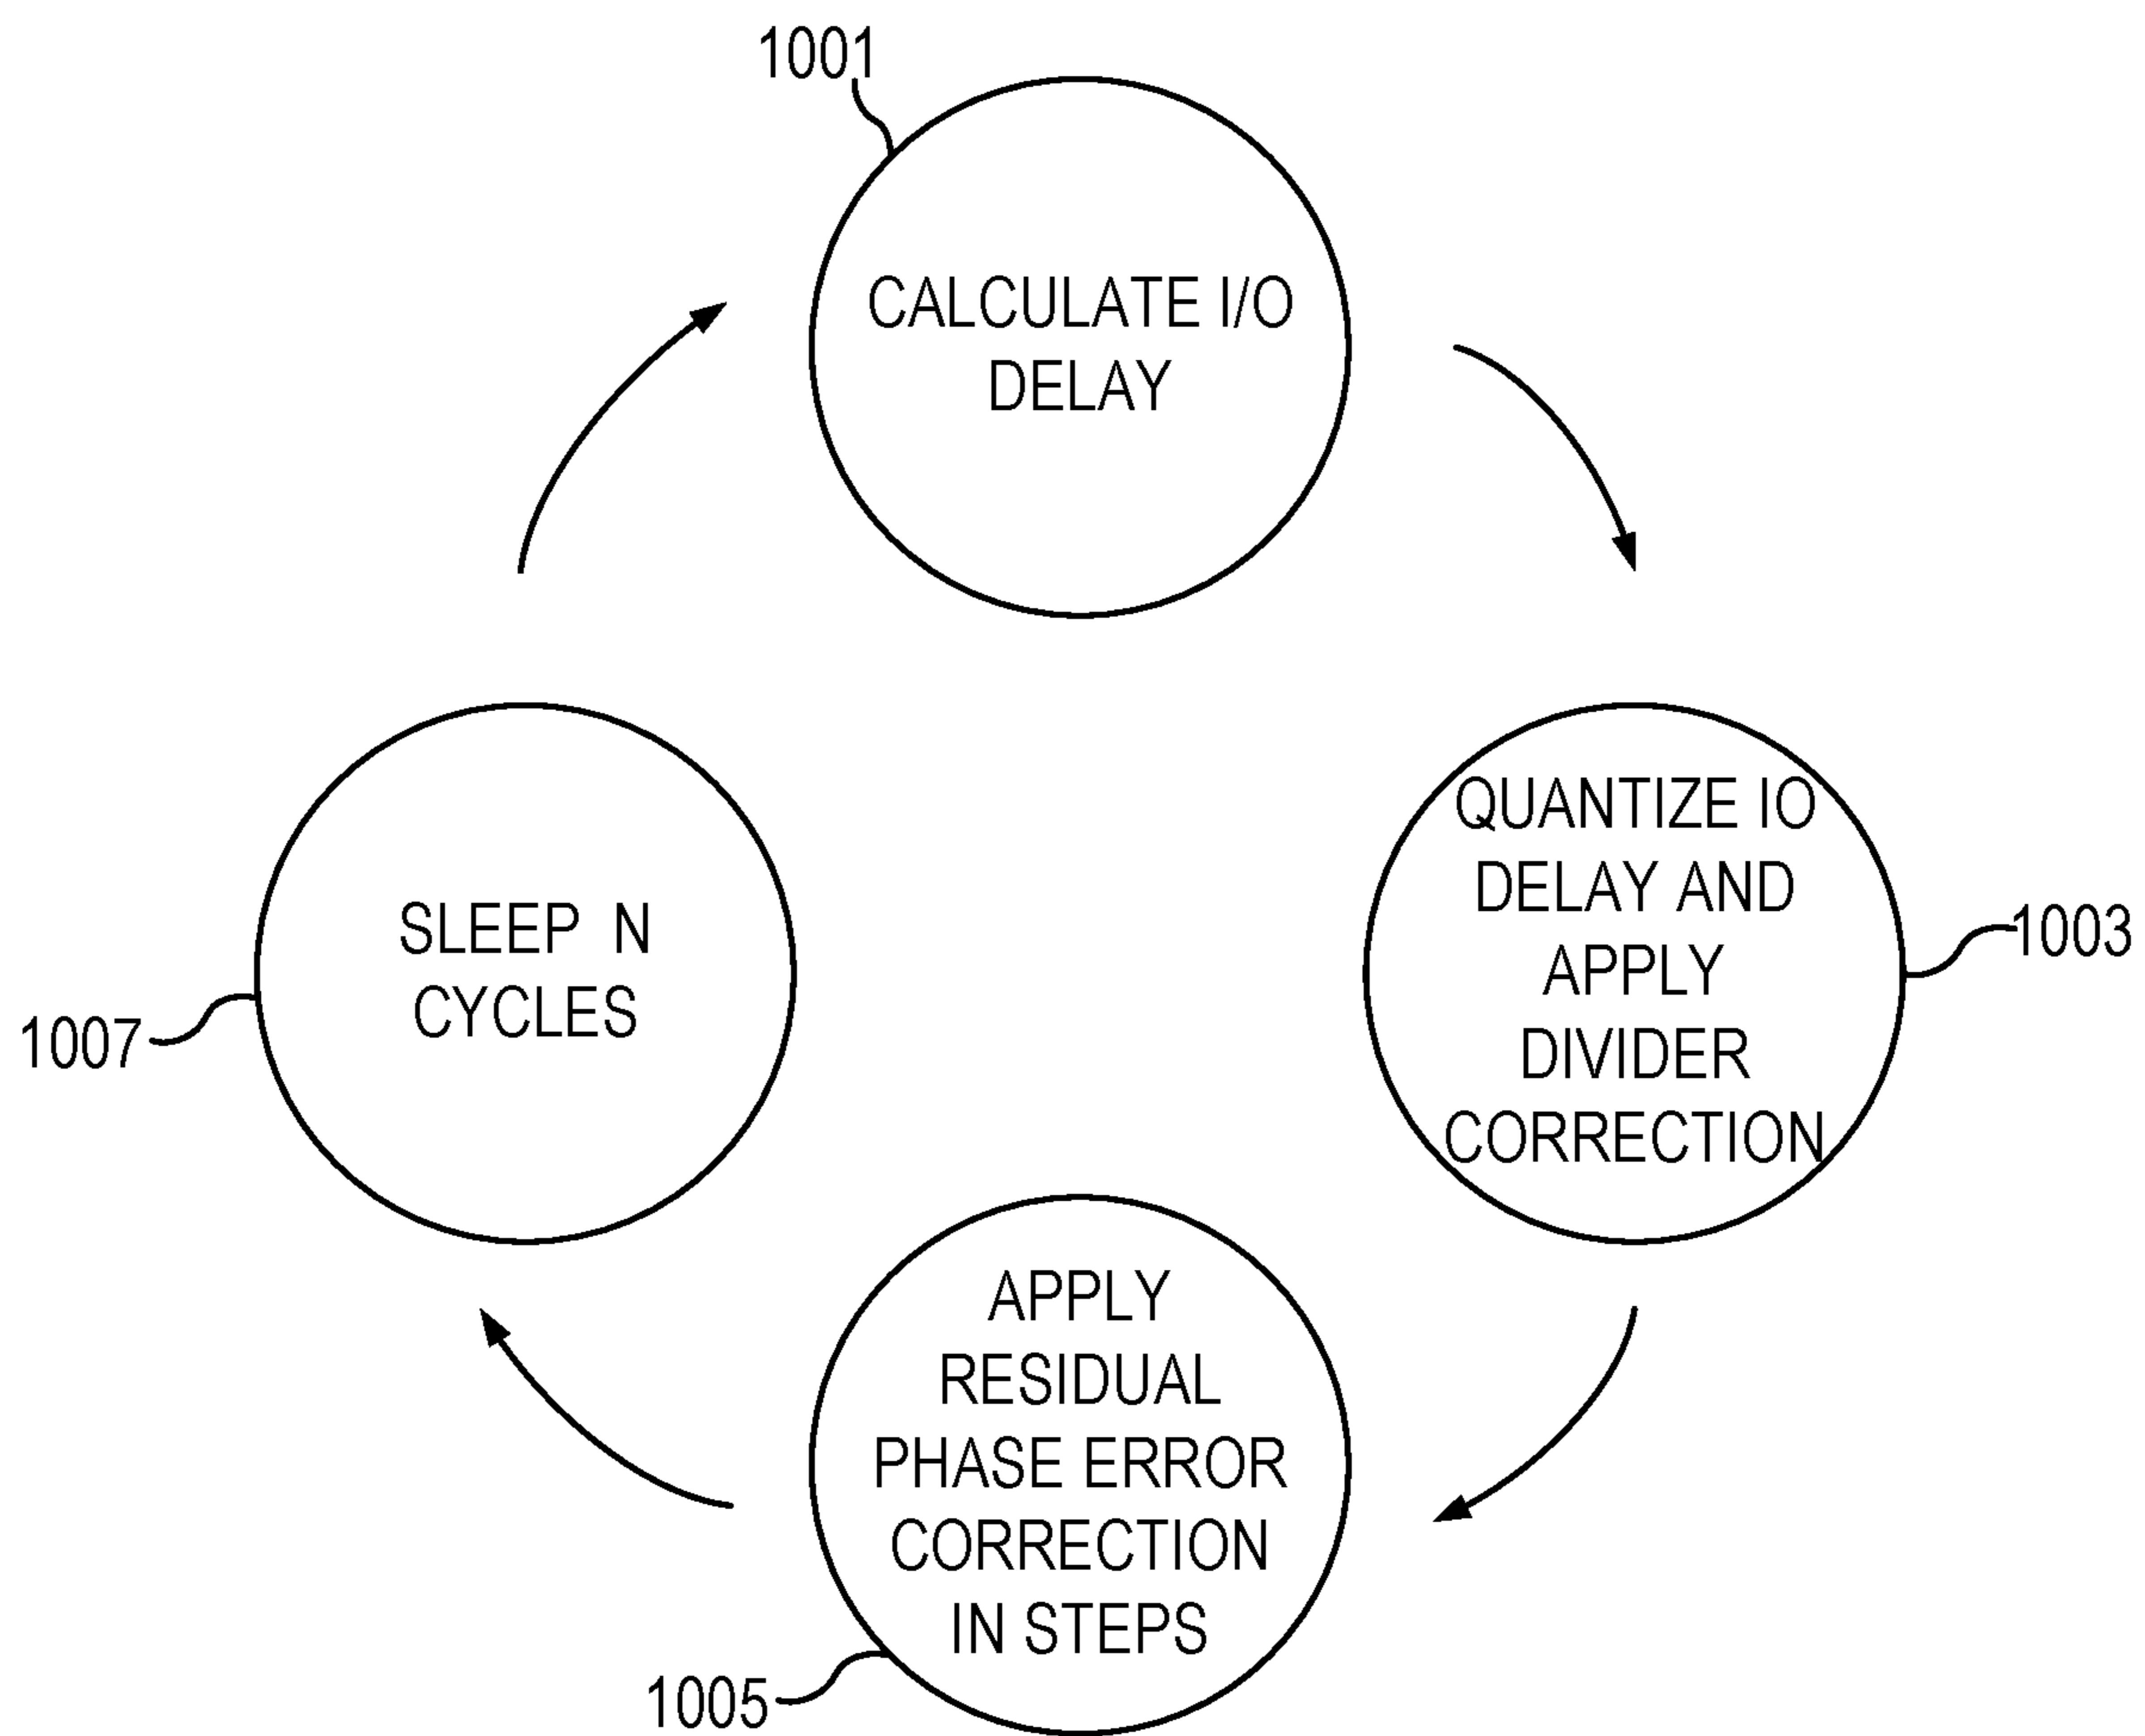 1001
CALCULATE I/O
DELAY
QUANTIZE IO
DELAY AND
APPLY
DIVIDER
CORRECTION
1003
APPLY
RESIDUAL
PHASE ERROR
CORRECTION
IN STEPS
1005
SLEEP N
CYCLES
1007